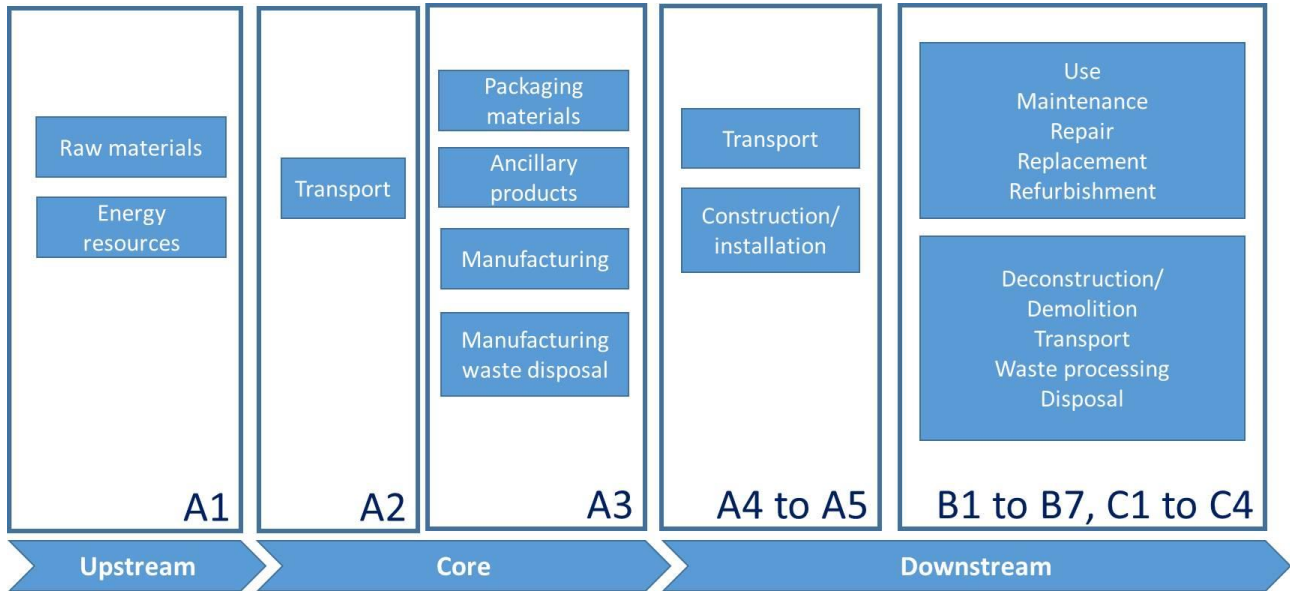 Raw materials
Energy
resources
A1
Transport
A2
Packaging
materials
Ancillary
products
Manufacturing
Manufacturing
waste disposal
A3
Transport
Construction/
installation
A4 to A5
Use
Maintenance
Repair
Replacement
Refurbishment
Deconstruction/
Demolition
Transport
Waste processing
Disposal
B1 to B7, C1 to C4
Upstream
Core
Downstream